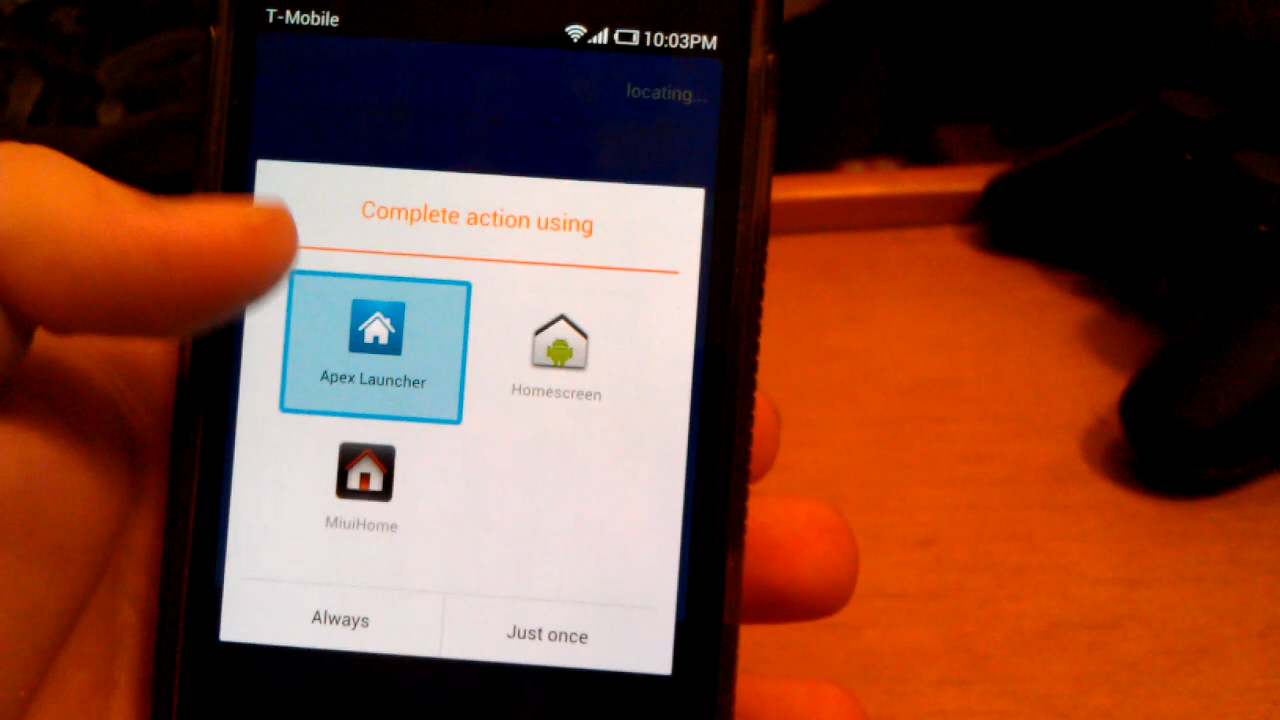 T-Mobile
10:03PM
locating...
Complete action using
Apex Launcher
Homescreen
MiuiHome
Always
Just once